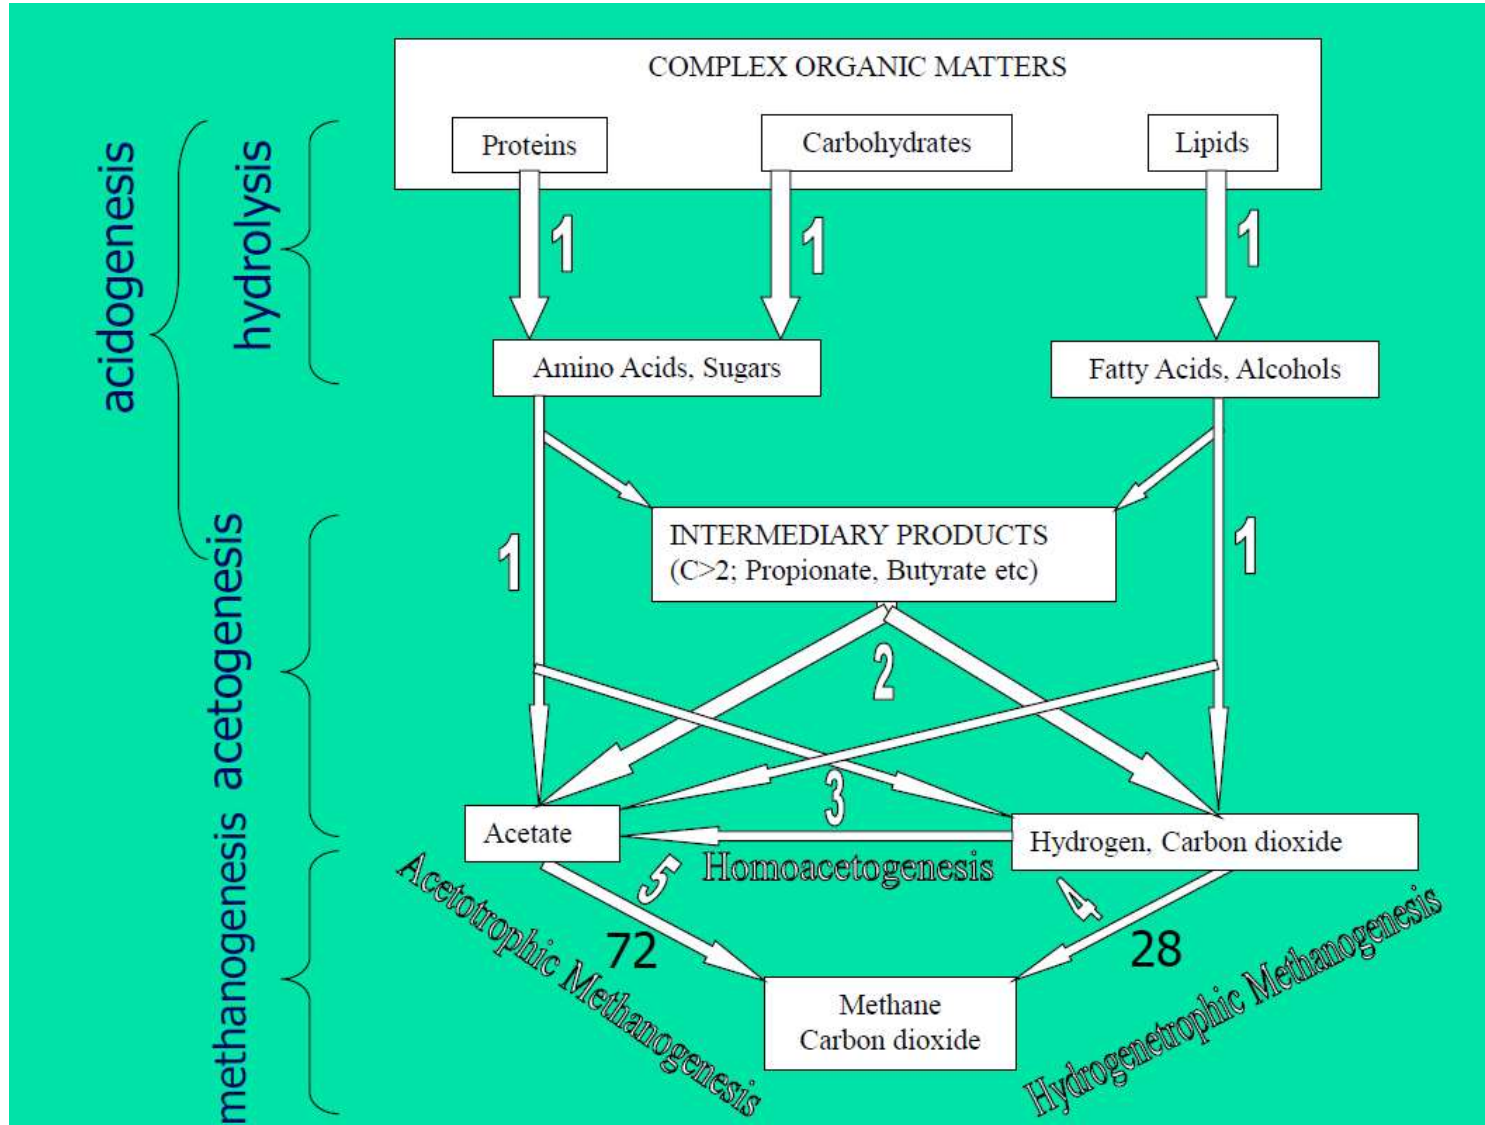 COMPLEX ORGANIC MATTERS
Proteins
Carbohydrates
Lipids
acidogenesis
hydrolysis
1
1
1
Amino Acids, Sugars
Fatty Acids, Alcohols
INTERMEDIARY PRODUCTS
(C>2; Propionate, Butyrate etc)
1
1
acetogenesis
2
3
Acetate
Hydrogen, Carbon dioxide
Homoacetogenesis
methanogenesis
5
4
72
28
Acetotrophic Methanogenesis
Hydrogenetrophic Methanogenesis
Methane
Carbon dioxide